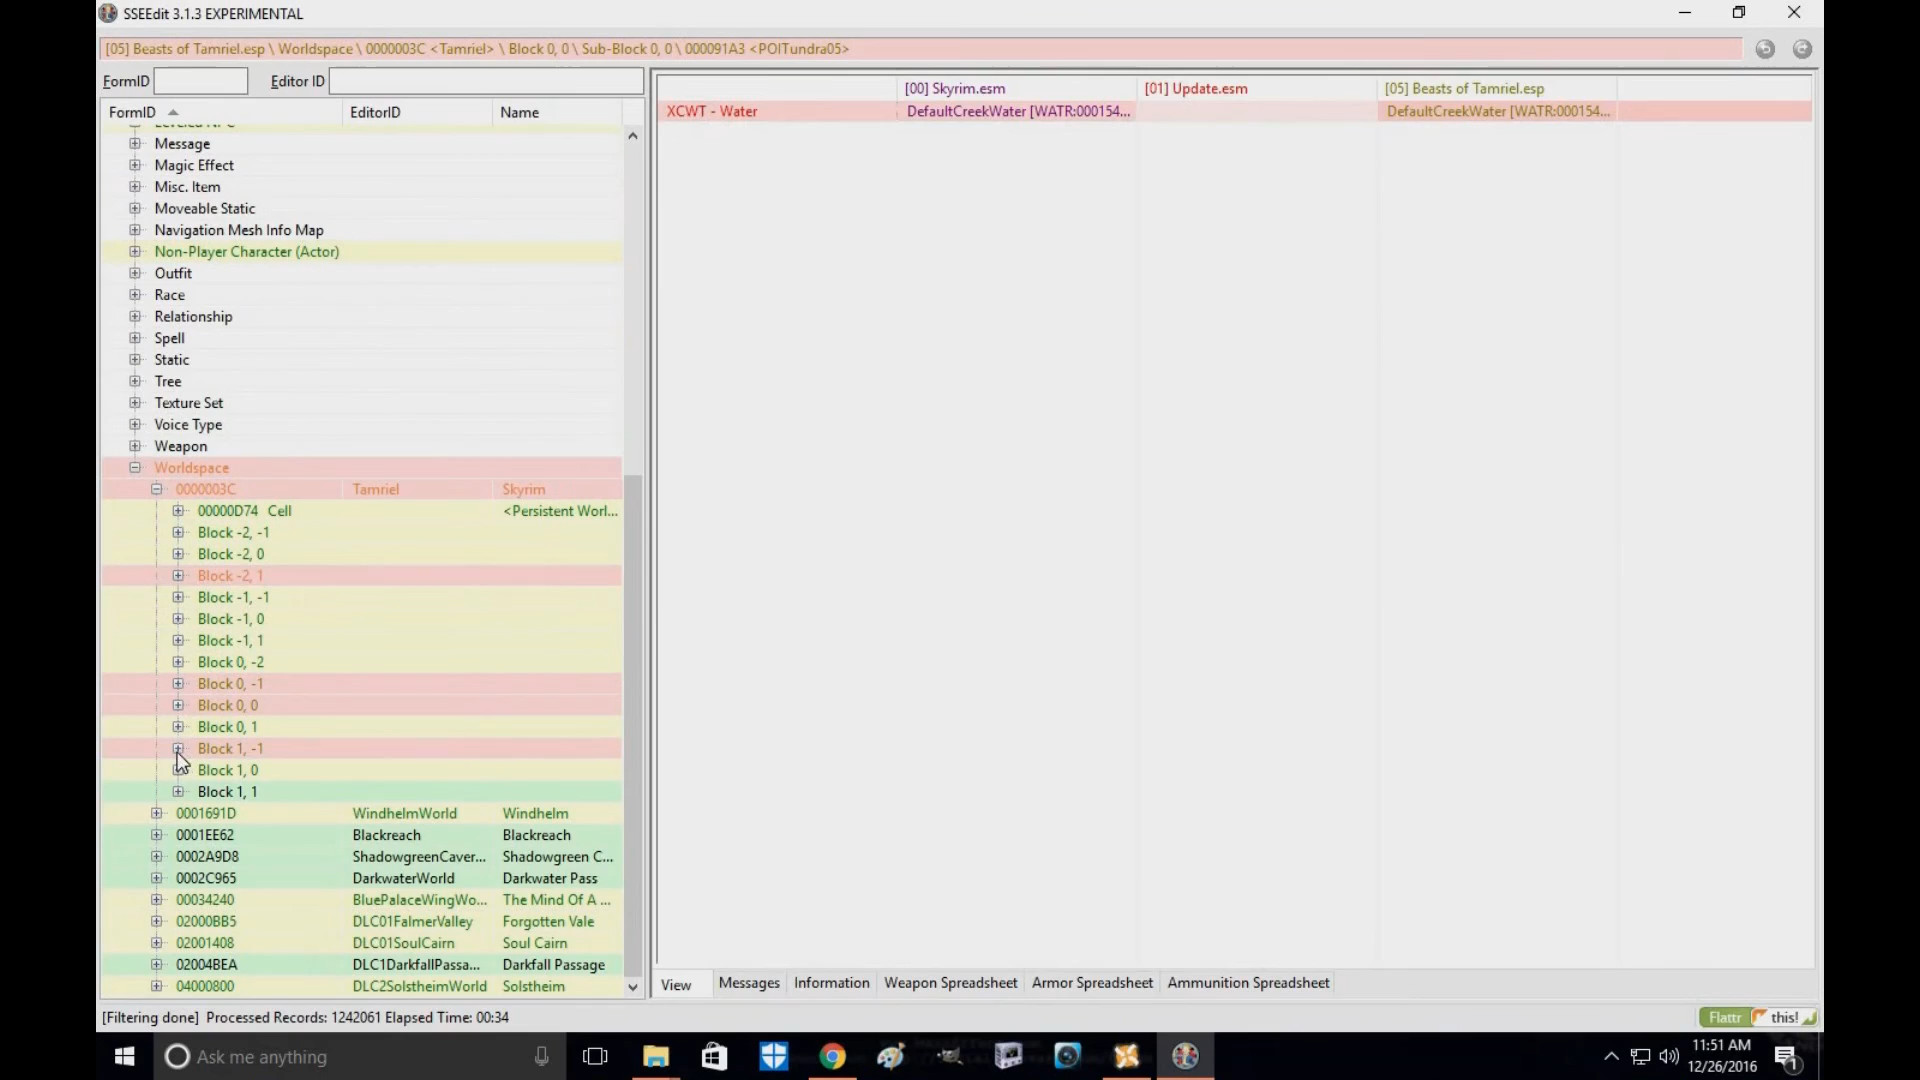 SSEEdit 3.1.3 EXPERIMENTAL
[05] Beasts of Tamriel.esp \ Worldspace \ 0000003C <Tamriel> \ Block 0, 0 \ Sub-Block 0, 0 \ 000091A3 <POITundra05>
FormID Editor ID
FormID EditorID Name
Leveled NPC
Message
Magic Effect
Misc. Item
Moveable Static
Navigation Mesh Info Map
Non-Player Character (Actor)
Outfit
Race
Relationship
Spell
Static
Tree
Texture Set
Voice Type
Weapon
Worldspace
0000003C Tamriel Skyrim
00000D74 Cell <Persistent Worl...
Block -2, -1
Block -2, 0
Block -2, 1
Block -1, -1
Block -1, 0
Block -1, 1
Block 0, -2
Block 0, -1
Block 0, 0
Block 0, 1
Block 1, -1
Block 1, 0
Block 1, 1
0001691D WindhelmWorld Windhelm
0001EE62 Blackreach Blackreach
0002A9D8 ShadowgreenCaver... Shadowgreen C...
0002C965 DarkwaterWorld Darkwater Pass
00034240 BluePalaceWingWo... The Mind Of A ...
02000BB5 DLC01FalmerValley Forgotten Vale
02001408 DLC01SoulCairn Soul Cairn
02004BEA DLC1DarkfallPassa... Darkfall Passage
04000800 DLC2SolstheimWorld Solstheim
[00] Skyrim.esm [01] Update.esm [05] Beasts of Tamriel.esp
XCWT - Water DefaultCreekWater [WATR:000154... DefaultCreekWater [WATR:000154...
View Messages Information Weapon Spreadsheet Armor Spreadsheet Ammunition Spreadsheet
[Filtering done] Processed Records: 1242061 Elapsed Time: 00:34
Flattr this!
Ask me anything
11:51 AM
12/26/2016
1